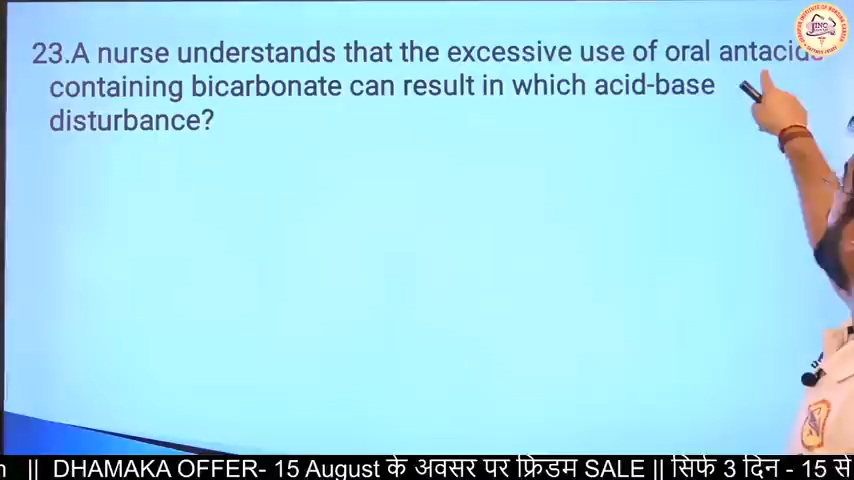 23.A nurse understands that the excessive use of oral antacids
containing bicarbonate can result in which acid-base
disturbance?
JINC
|| DHAMAKA OFFER- 15 August के अवसर पर फ्रिडम SALE || सिर्फ 3 दिन - 15 से